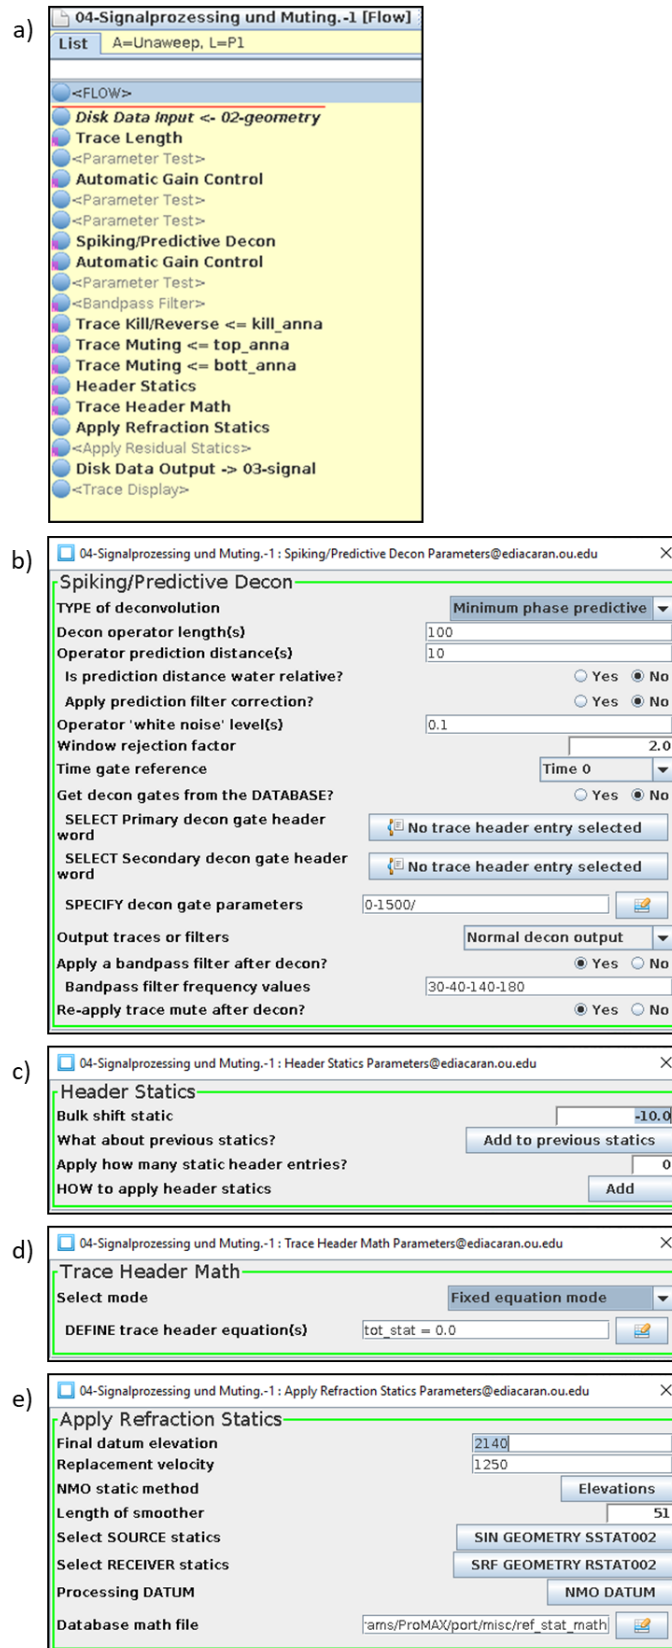 a)
04-Signalprozessing und Muting.-1 [Flow]
List A=Unaweep, L=P1
<FLOW>
Disk Data Input <- 02-geometry
Trace Length
<Parameter Test>
Automatic Gain Control
<Parameter Test>
<Parameter Test>
Spiking/Predictive Decon
Automatic Gain Control
<Parameter Test>
<Bandpass Filter>
Trace Kill/Reverse <= kill_anna
Trace Muting <= top_anna
Trace Muting <= bott_anna
Header Statics
Trace Header Math
Apply Refraction Statics
<Apply Residual Statics>
Disk Data Output -> 03-signal
<Trace Display>
b)
04-Signalprozessing und Muting.-1 : Spiking/Predictive Decon Parameters@ediacaran.ou.edu
Spiking/Predictive Decon
TYPE of deconvolution Minimum phase predictive
Decon operator length(s) 100
Operator prediction distance(s) 10
Is prediction distance water relative? Yes No
Apply prediction filter correction? Yes No
Operator 'white noise' level(s) 0.1
Window rejection factor 2.0
Time gate reference Time 0
Get decon gates from the DATABASE? Yes No
SELECT Primary decon gate header
word No trace header entry selected
SELECT Secondary decon gate header
word No trace header entry selected
SPECIFY decon gate parameters 0-1500/
Output traces or filters Normal decon output
Apply a bandpass filter after decon? Yes No
Bandpass filter frequency values 30-40-140-180
Re-apply trace mute after decon? Yes No
c)
04-Signalprozessing und Muting.-1 : Header Statics Parameters@ediacaran.ou.edu
Header Statics
Bulk shift static -10.0
What about previous statics? Add to previous statics
Apply how many static header entries? 0
HOW to apply header statics Add
d)
04-Signalprozessing und Muting.-1 : Trace Header Math Parameters@ediacaran.ou.edu
Trace Header Math
Select mode Fixed equation mode
DEFINE trace header equation(s) tot_stat = 0.0
e)
04-Signalprozessing und Muting.-1 : Apply Refraction Statics Parameters@ediacaran.ou.edu
Apply Refraction Statics
Final datum elevation 2140
Replacement velocity 1250
NMO static method Elevations
Length of smoother 51
Select SOURCE statics SIN GEOMETRY SSTAT002
Select RECEIVER statics SRF GEOMETRY RSTAT002
Processing DATUM NMO DATUM
Database math file rams/ProMAX/port/misc/ref_stat_math